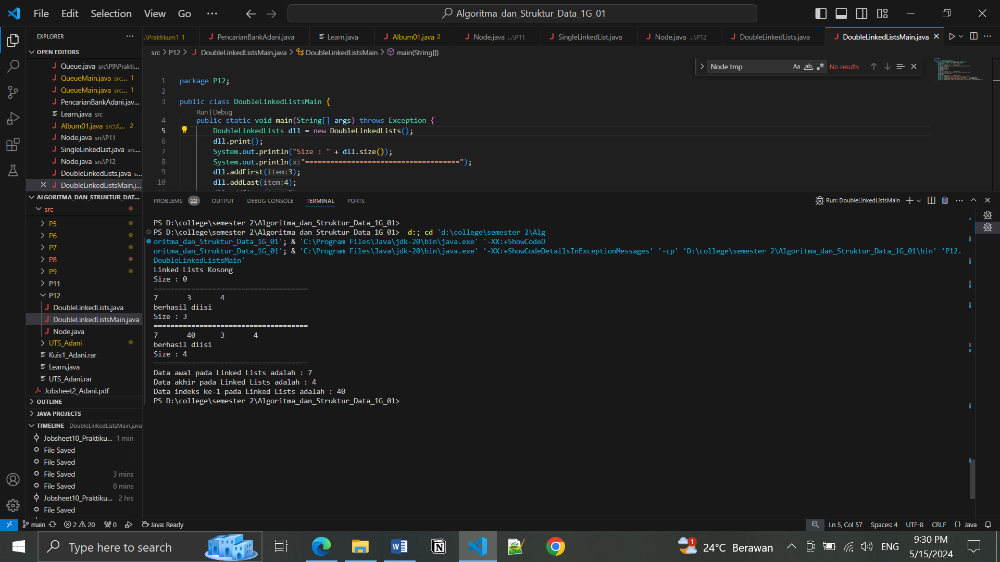 File Edit Selection View Go ··· Algoritma_dan_Struktur_Data_1G_01
EXPLORER ···
OPEN EDITORS
Queue.java src\P9\Prakti...
QueueMain.java src... 1
QueueMain.java src... 1
PencarianBankAdani.jav...
Learn,java src
Album01.java src\K... 2
Node.java src\P11
SingleLinkedList.java src...
Node.java src\P12
DoubleLinkedLists.java s...
DoubleLinkedListsMain.j...
ALGORITMA_DAN_STRUKTUR_DAT...
src
P5
P6
P7
P8
P9
P11
P12
DoubleLinkedLists.java
DoubleLinkedListsMain.java
Node.java
UTS_Adani
Kuis1_Adani.rar
Learn,java
UTS_Adani.rar
Jobsheet2_Adani.pdf
OUTLINE
JAVA PROJECTS
TIMELINE DoubleLinkedListsMain.java
Jobsheet10_Praktiku... 1 min
File Saved
File Saved
File Saved 3 mins
File Saved 8 mins
Jobsheet10_Praktiku... 2 hrs
File Saved
..\Praktikum1 1 PencarianBankAdani.java Learn,java Album01.java 2 Node.java ...\P11 SingleLinkedList.java Node.java ...\P12 DoubleLinkedLists.java DoubleLinkedListsMain.java
src > P12 > DoubleLinkedListsMain.java > DoubleLinkedListsMain > main(String[])
Node tmp Aa ab No results
1 package P12;
2
3 public class DoubleLinkedListsMain {
Run | Debug
4 public static void main(String[] args) throws Exception {
5 DoubleLinkedLists dll = new DoubleLinkedLists();
6 dll.print();
7 System.out.println("Size : " + dll.size());
8 System.out.println(x:"=====================================");
9 dll.addFirst(item:3);
10 dll.addLast(item:4);
PROBLEMS 22 OUTPUT DEBUG CONSOLE TERMINAL PORTS Run: DoubleLinkedListsMain
PS D:\college\semester 2\Algoritma_dan_Struktur_Data_1G_01>
PS D:\college\semester 2\Algoritma_dan_Struktur_Data_1G_01> d:; cd 'd:\college\semester 2\Alg
oritma_dan_Struktur_Data_1G_01'; & 'C:\Program Files\Java\jdk-20\bin\java.exe' '-XX:+ShowCodeD
oritma_dan_Struktur_Data_1G_01'; & 'C:\Program Files\Java\jdk-20\bin\java.exe' '-XX:+ShowCodeDetailsInExceptionMessages' '-cp' 'D:\college\semester 2\Algoritma_dan_Struktur_Data_1G_01\bin' 'P12.
DoubleLinkedListsMain'
Linked Lists Kosong
Size : 0
=====================================
7 3 4
berhasil diisi
Size : 3
=====================================
7 40 3 4
berhasil diisi
Size : 4
=====================================
Data awal pada Linked Lists adalah : 7
Data akhir pada Linked Lists adalah : 4
Data indeks ke-1 pada Linked Lists adalah : 40
PS D:\college\semester 2\Algoritma_dan_Struktur_Data_1G_01>
main 2 20 0 Java: Ready Ln 5, Col 57 Spaces: 4 UTF-8 CRLF {} Java
Type here to search 1 24°C Berawan ENG 9:30 PM
5/15/2024